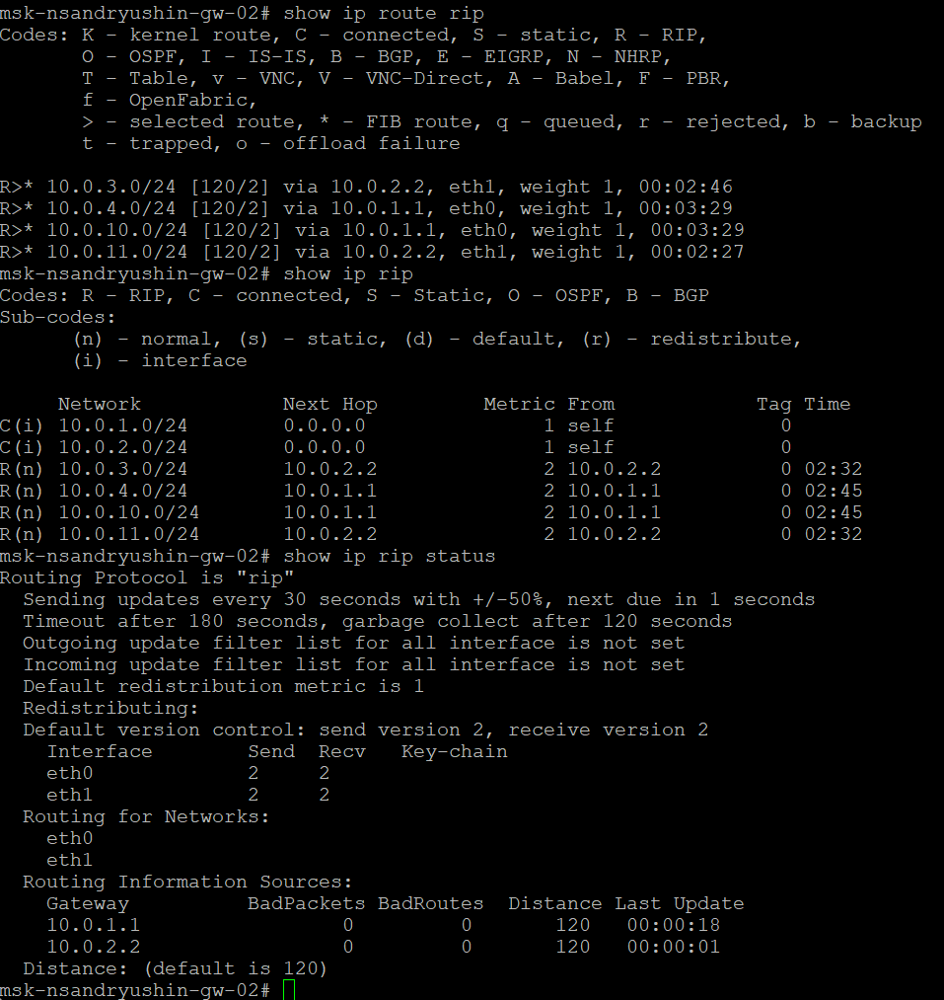 msk-nsandryushin-gw-02# show ip route rip
Codes: K - kernel route, C - connected, S - static, R - RIP,
       O - OSPF, I - IS-IS, B - BGP, E - EIGRP, N - NHRP,
       T - Table, v - VNC, V - VNC-Direct, A - Babel, F - PBR,
       f - OpenFabric,
       > - selected route, * - FIB route, q - queued, r - rejected, b - backup
       t - trapped, o - offload failure

R>* 10.0.3.0/24 [120/2] via 10.0.2.2, eth1, weight 1, 00:02:46
R>* 10.0.4.0/24 [120/2] via 10.0.1.1, eth0, weight 1, 00:03:29
R>* 10.0.10.0/24 [120/2] via 10.0.1.1, eth0, weight 1, 00:03:29
R>* 10.0.11.0/24 [120/2] via 10.0.2.2, eth1, weight 1, 00:02:27
msk-nsandryushin-gw-02# show ip rip
Codes: R - RIP, C - connected, S - Static, O - OSPF, B - BGP
Sub-codes:
      (n) - normal, (s) - static, (d) - default, (r) - redistribute,
      (i) - interface

     Network            Next Hop         Metric From            Tag Time
C(i) 10.0.1.0/24        0.0.0.0               1 self              0
C(i) 10.0.2.0/24        0.0.0.0               1 self              0
R(n) 10.0.3.0/24        10.0.2.2              2 10.0.2.2          0 02:32
R(n) 10.0.4.0/24        10.0.1.1              2 10.0.1.1          0 02:45
R(n) 10.0.10.0/24       10.0.1.1              2 10.0.1.1          0 02:45
R(n) 10.0.11.0/24       10.0.2.2              2 10.0.2.2          0 02:32
msk-nsandryushin-gw-02# show ip rip status
Routing Protocol is "rip"
  Sending updates every 30 seconds with +/-50%, next due in 1 seconds
  Timeout after 180 seconds, garbage collect after 120 seconds
  Outgoing update filter list for all interface is not set
  Incoming update filter list for all interface is not set
  Default redistribution metric is 1
  Redistributing:
  Default version control: send version 2, receive version 2
    Interface        Send  Recv   Key-chain
    eth0             2     2
    eth1             2     2
  Routing for Networks:
    eth0
    eth1
  Routing Information Sources:
    Gateway          BadPackets BadRoutes  Distance Last Update
    10.0.1.1                 0         0       120   00:00:18
    10.0.2.2                 0         0       120   00:00:01
  Distance: (default is 120)
msk-nsandryushin-gw-02#